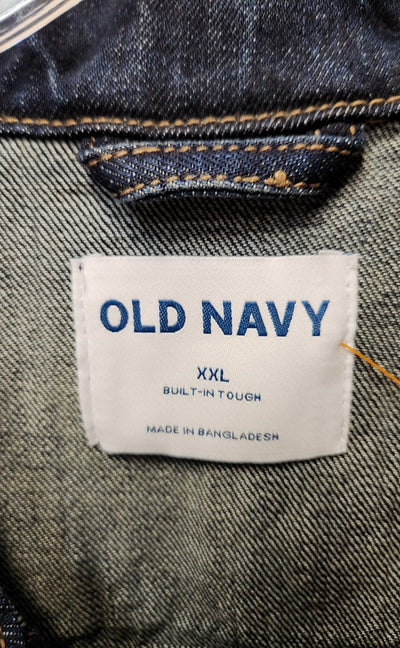 OLD NAVY
XXL
BUILT-IN TOUGH
MADE IN BANGLADESH